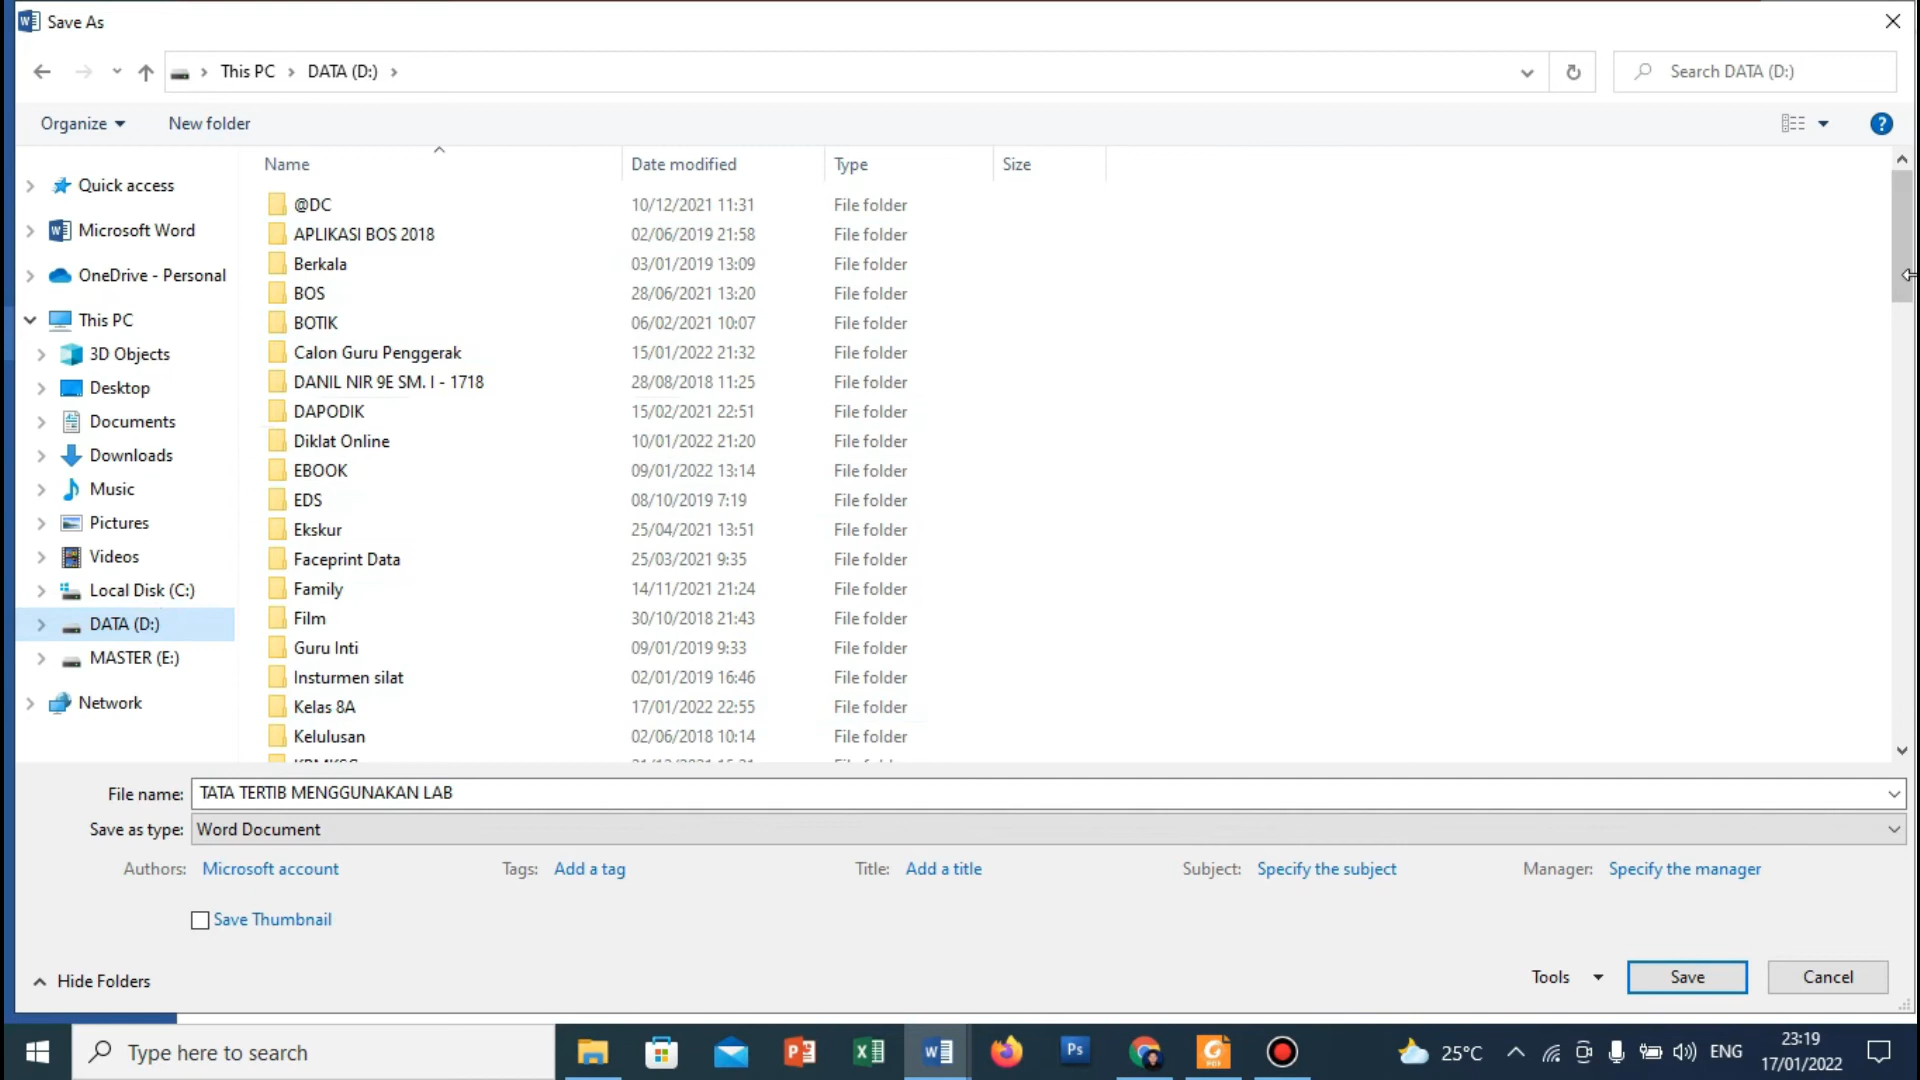 Save As
This PC > DATA (D:) >
Search DATA (D:)
Organize
New folder
Name Date modified Type Size
Quick access
Microsoft Word
OneDrive - Personal
This PC
3D Objects
Desktop
Documents
Downloads
Music
Pictures
Videos
Local Disk (C:)
DATA (D:)
MASTER (E:)
Network
@DC 10/12/2021 11:31 File folder
APLIKASI BOS 2018 02/06/2019 21:58 File folder
Berkala 03/01/2019 13:09 File folder
BOS 28/06/2021 13:20 File folder
BOTIK 06/02/2021 10:07 File folder
Calon Guru Penggerak 15/01/2022 21:32 File folder
DANIL NIR 9E SM. I - 1718 28/08/2018 11:25 File folder
DAPODIK 15/02/2021 22:51 File folder
Diklat Online 10/01/2022 21:20 File folder
EBOOK 09/01/2022 13:14 File folder
EDS 08/10/2019 7:19 File folder
Ekskur 25/04/2021 13:51 File folder
Faceprint Data 25/03/2021 9:35 File folder
Family 14/11/2021 21:24 File folder
Film 30/10/2018 21:43 File folder
Guru Inti 09/01/2019 9:33 File folder
Insturmen silat 02/01/2019 16:46 File folder
Kelas 8A 17/01/2022 22:55 File folder
Kelulusan 02/06/2018 10:14 File folder
File name: TATA TERTIB MENGGUNAKAN LAB
Save as type: Word Document
Authors: Microsoft account Tags: Add a tag Title: Add a title Subject: Specify the subject Manager: Specify the manager
Save Thumbnail
Hide Folders
Tools Save Cancel
Type here to search
25°C
ENG
23:19
17/01/2022